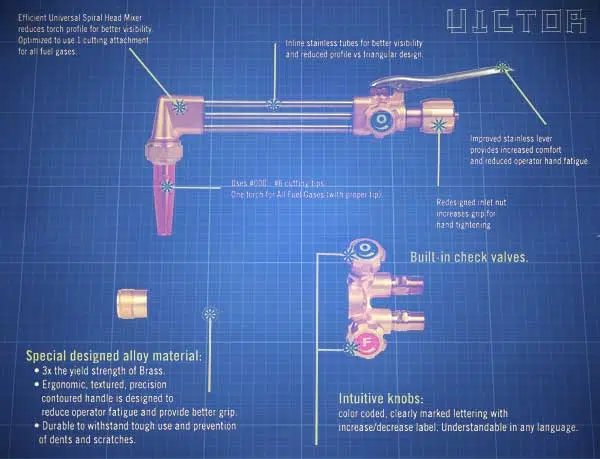 VICTOR
Efficient Universal Spiral Head Mixer
reduces torch profile for better visibility.
Optimized to use 1 cutting attachment
for all fuel gases.
Inline stainless tubes for better visibility
and reduced profile vs triangular design.
O
Improved stainless lever
provides increased comfort
and reduced operator hand fatigue.
Uses #000 #6 cutting tips
One torch for All Fuel Gases (with proper tip)
Redesigned inlet nut
increases grip for
hand tightening
O
Built-in check valves.
F
Special designed alloy material:
• 3x the yield strength of Brass.
• Ergonomic, textured, precision
contoured handle is designed to
reduce operator fatigue and provide better grip.
• Durable to withstand tough use and prevention
of dents and scratches.
Intuitive knobs:
color coded, clearly marked lettering with
increase/decrease label. Understandable in any language.